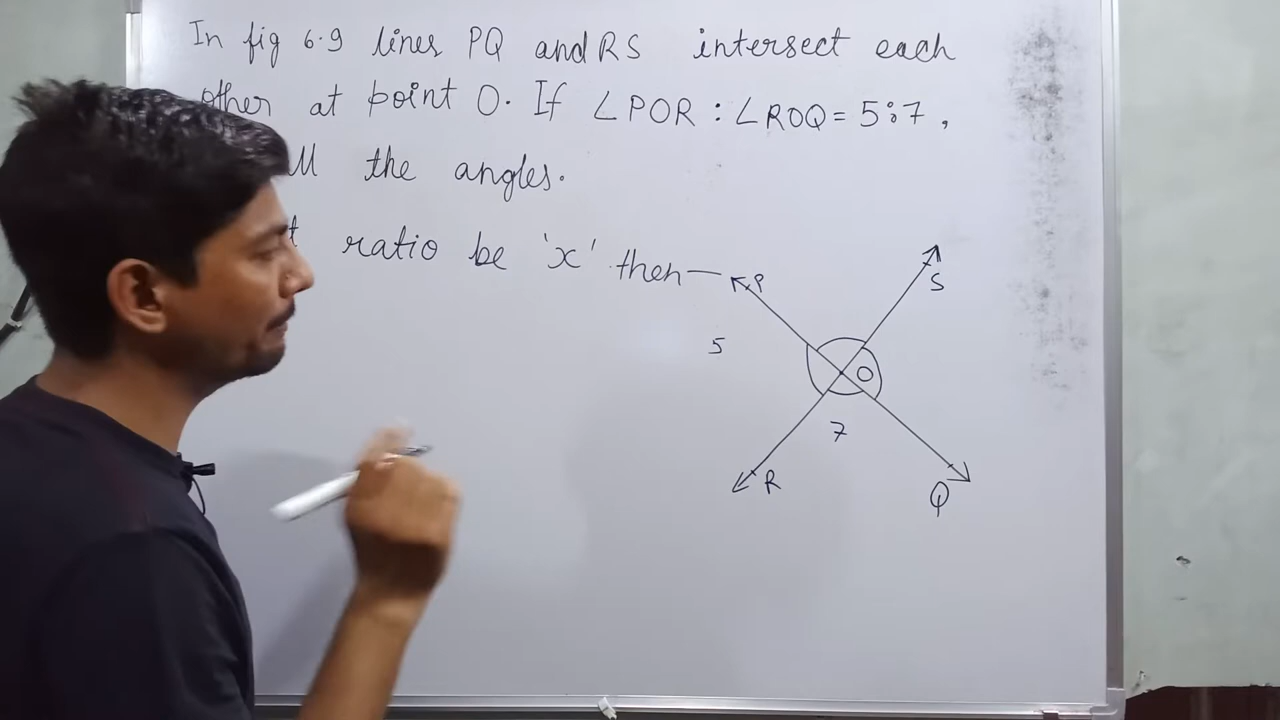 In fig 6.9 lines PQ and RS intersect each
other at point O. If ∠POR : ∠ROQ = 5:7,
the angles.
ratio be 'x' then—
P
S
5
O
7
R
Q